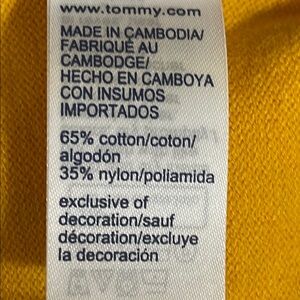 www.tommy.com
MADE IN CAMBODIA/
FABRIQUÉ AU
CAMBODGE/
HECHO EN CAMBOYA
CON INSUMOS
IMPORTADOS
65% cotton/coton/
algodón
35% nylon/poliamida
exclusive of
decoration/sauf
décoration/excluye
la decoración